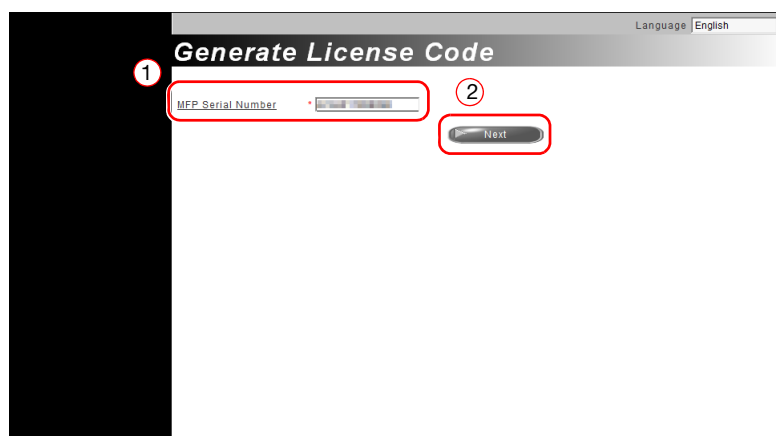 Language English
Generate License Code
1
2
MFP Serial Number *
Next